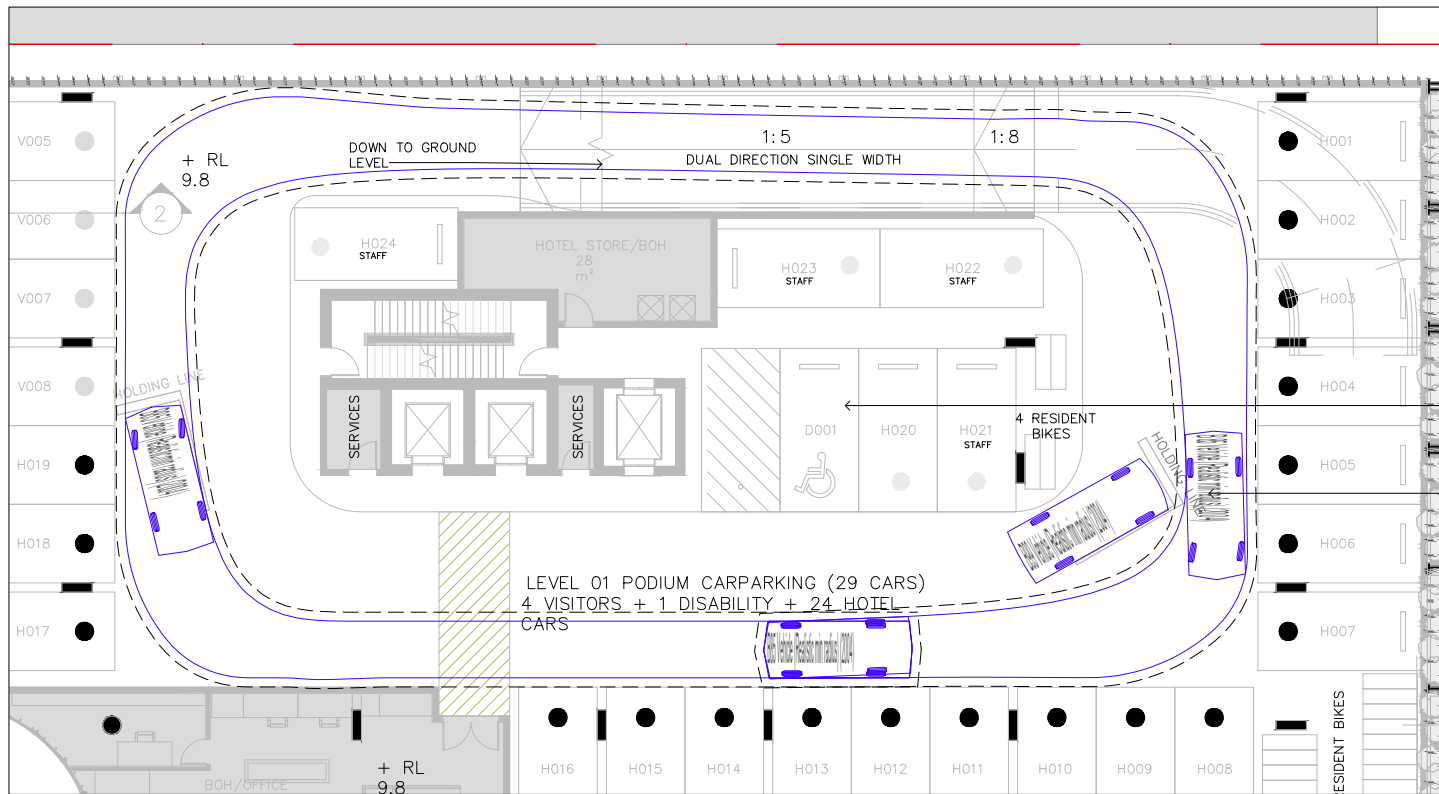 1:5
1:8
DOWN TO GROUND
LEVEL
DUAL DIRECTION SINGLE WIDTH
+ RL
9.8
2
V005
V006
V007
V008
H019
H018
H017
HOLDING LINE
H024
STAFF
HOTEL STORE/BOH
28
m²
H023
STAFF
H022
STAFF
H001
H002
H003
H004
H005
H006
H007
SERVICES
SERVICES
D001
H020
H021
STAFF
4 RESIDENT
BIKES
LEVEL 01 PODIUM CARPARKING (29 CARS)
4 VISITORS + 1 DISABILITY + 24 HOTEL
CARS
H016
H015
H014
H013
H012
H011
H010
H009
H008
RESIDENT BIKES
BOH/OFFICE
+ RL
9.8